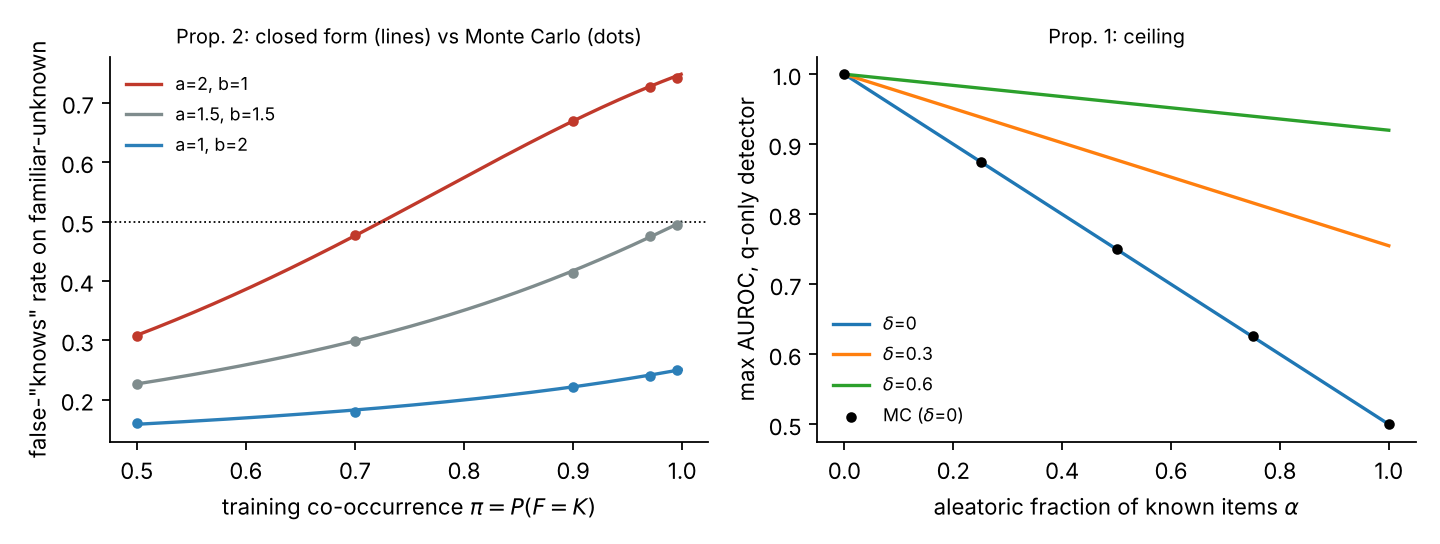 Prop. 2: closed form (lines) vs Monte Carlo (dots)
false-"knows" rate on familiar-unknown
0.7
0.6
0.5
0.4
0.3
0.2
a=2, b=1
a=1.5, b=1.5
a=1, b=2
0.5 0.6 0.7 0.8 0.9 1.0
training co-occurrence π = P(F = K)
Prop. 1: ceiling
max AUROC, q-only detector
1.0
0.9
0.8
0.7
0.6
0.5
δ=0
δ=0.3
δ=0.6
MC (δ=0)
0.0 0.2 0.4 0.6 0.8 1.0
aleatoric fraction of known items α